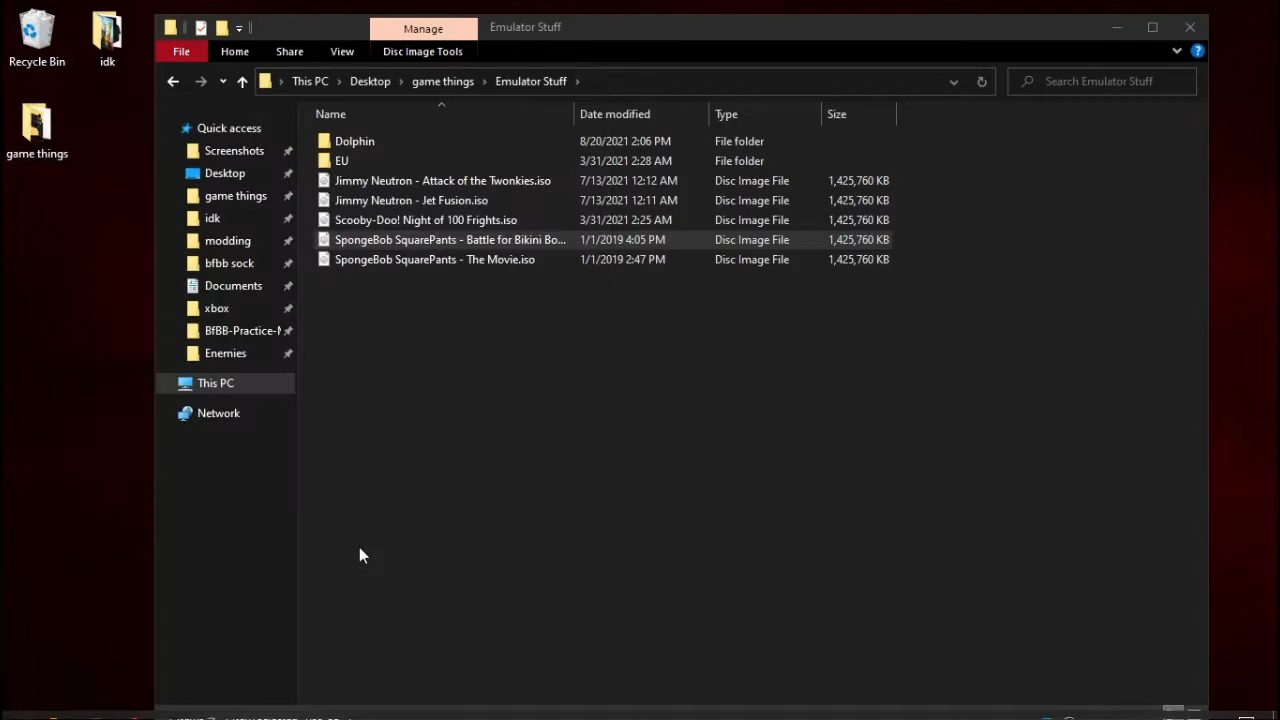 Recycle Bin
idk
game things
Manage
Emulator Stuff
File
Home
Share
View
Disc Image Tools
This PC
Desktop
game things
Emulator Stuff
Search Emulator Stuff
Name
Date modified
Type
Size
Quick access
Screenshots
Desktop
game things
idk
modding
bfbb sock
Documents
xbox
BfBB-Practice-
Enemies
This PC
Network
Dolphin 8/20/2021 2:06 PM File folder
EU 3/31/2021 2:28 AM File folder
Jimmy Neutron - Attack of the Twonkies.iso 7/13/2021 12:12 AM Disc Image File 1,425,760 KB
Jimmy Neutron - Jet Fusion.iso 7/13/2021 12:11 AM Disc Image File 1,425,760 KB
Scooby-Doo! Night of 100 Frights.iso 3/31/2021 2:25 AM Disc Image File 1,425,760 KB
SpongeBob SquarePants - Battle for Bikini Bo... 1/1/2019 4:05 PM Disc Image File 1,425,760 KB
SpongeBob SquarePants - The Movie.iso 1/1/2019 2:47 PM Disc Image File 1,425,760 KB